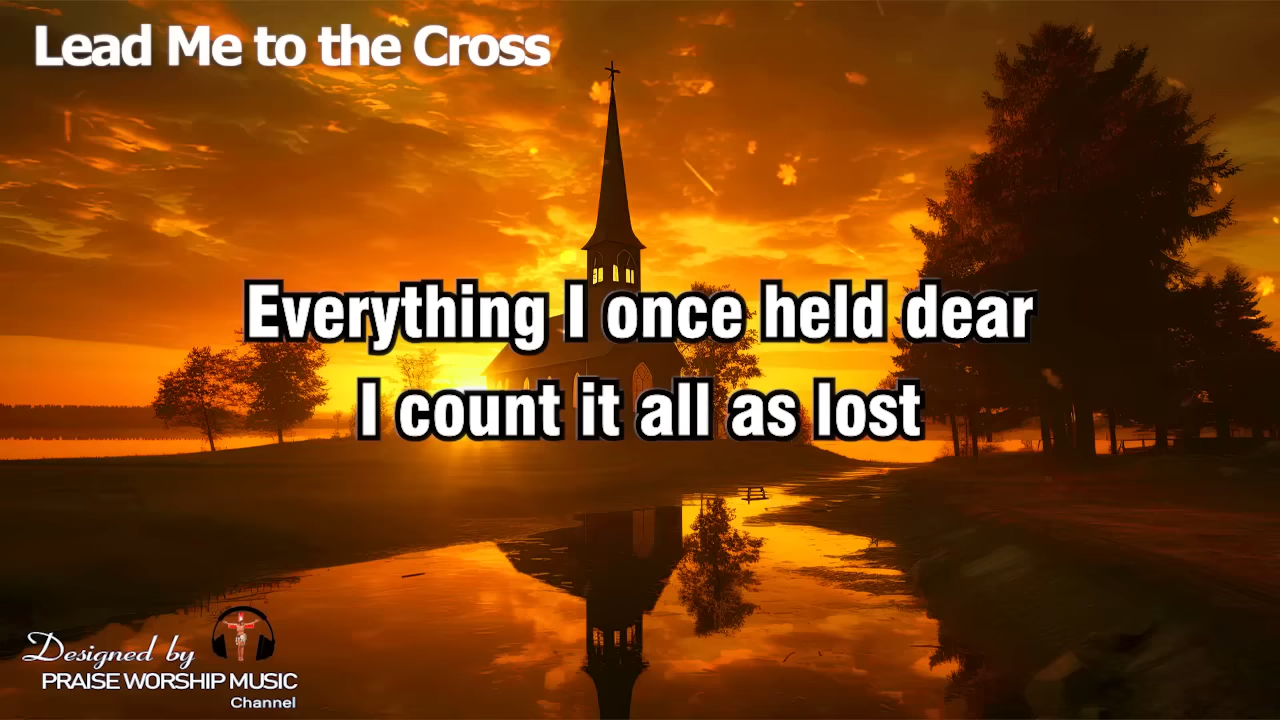 Lead Me to the Cross
Everything I once held dear
I count it all as lost
Designed by
PRAISE WORSHIP MUSIC
Channel